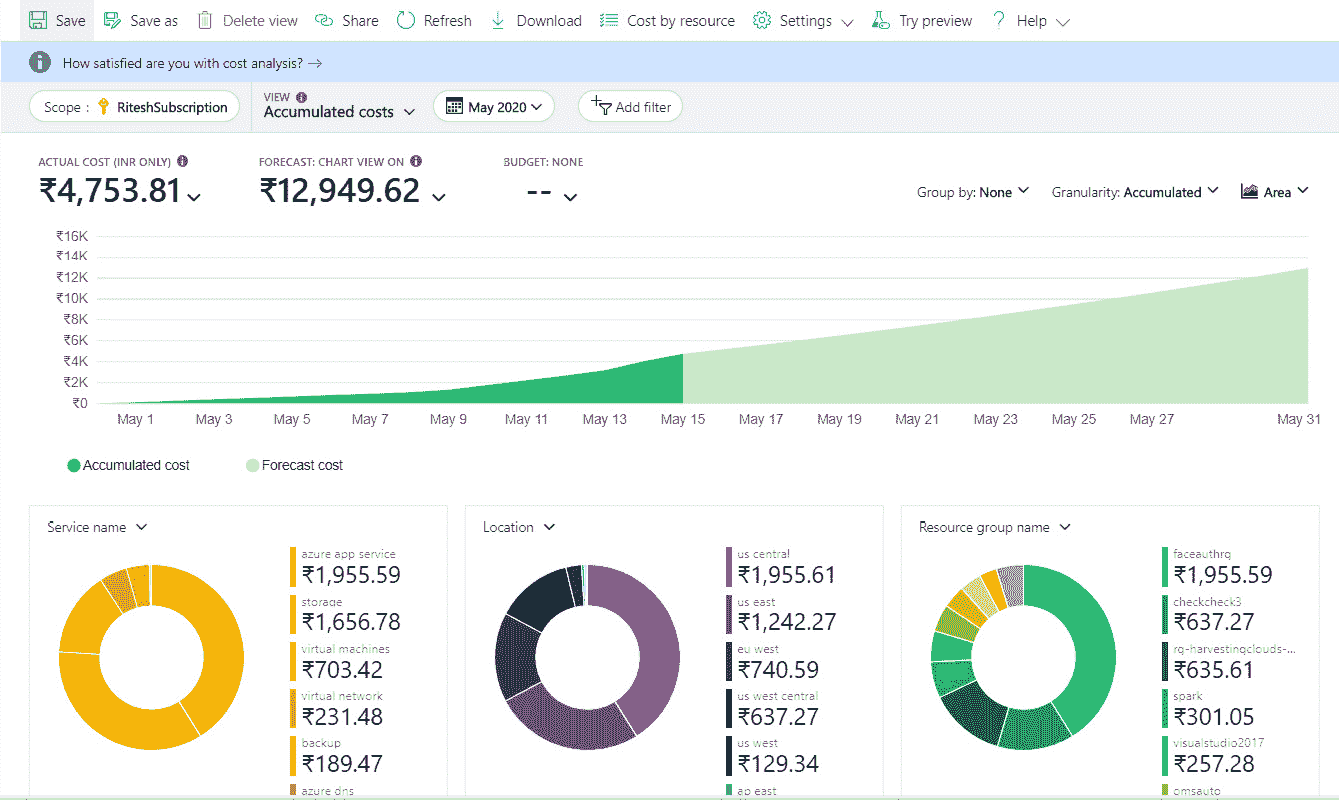 Save Save as Delete view Share Refresh Download Cost by resource Settings Try preview ? Help
How satisfied are you with cost analysis? →
Scope : RiteshSubscription
VIEW
Accumulated costs
May 2020
Add filter
ACTUAL COST (INR ONLY) FORECAST: CHART VIEW ON BUDGET: NONE
₹4,753.81 ₹12,949.62 --
Group by: None Granularity: Accumulated Area
₹16K
₹14K
₹12K
₹10K
₹8K
₹6K
₹4K
₹2K
₹0
May 1 May 3 May 5 May 7 May 9 May 11 May 13 May 15 May 17 May 19 May 21 May 23 May 25 May 27 May 31
Accumulated cost Forecast cost
Service name
azure app service
₹1,955.59
storage
₹1,656.78
virtual machines
₹703.42
virtual network
₹231.48
backup
₹189.47
azure dns
Location
us central
₹1,955.61
us east
₹1,242.27
eu west
₹740.59
us west central
₹637.27
us west
₹129.34
ap east
Resource group name
faceauthrg
₹1,955.59
checkcheck3
₹637.27
rg-harvestingclouds-...
₹635.61
spark
₹301.05
visualstudio2017
₹257.28
omsauto